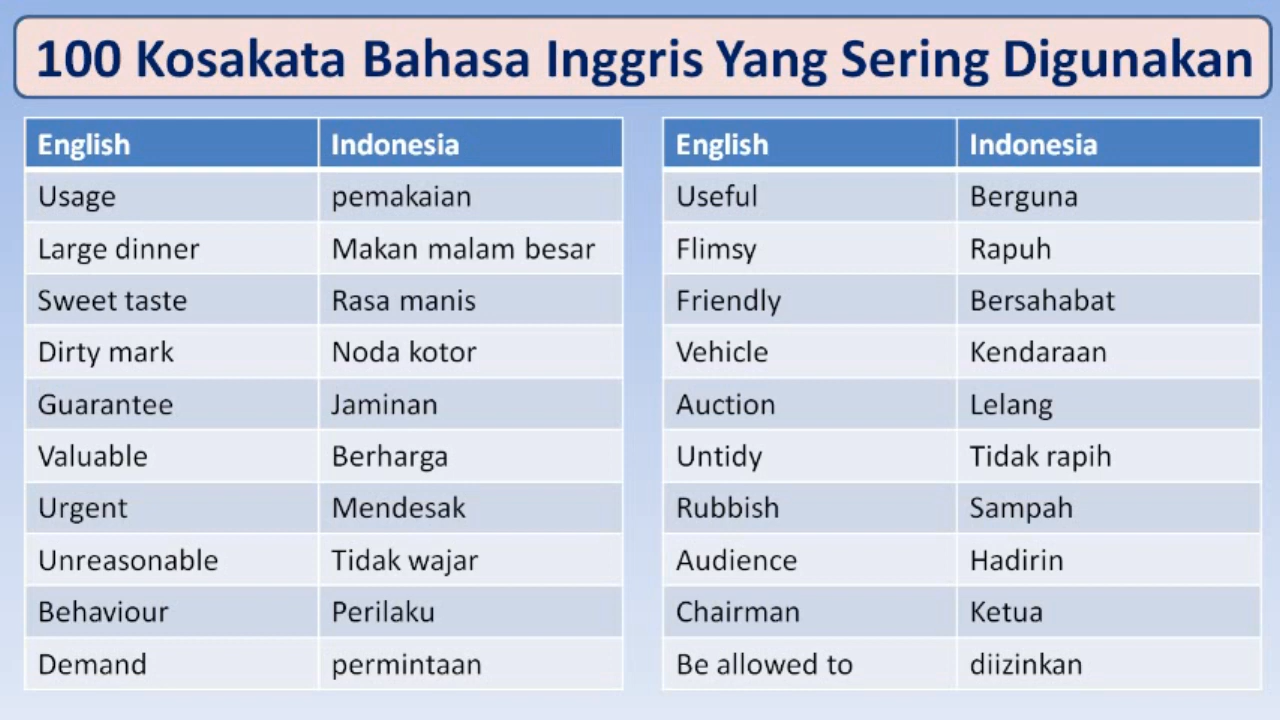 100 Kosakata Bahasa Inggris Yang Sering Digunakan
English Indonesia
Usage pemakaian
Large dinner Makan malam besar
Sweet taste Rasa manis
Dirty mark Noda kotor
Guarantee Jaminan
Valuable Berharga
Urgent Mendesak
Unreasonable Tidak wajar
Behaviour Perilaku
Demand permintaan
English Indonesia
Useful Berguna
Flimsy Rapuh
Friendly Bersahabat
Vehicle Kendaraan
Auction Lelang
Untidy Tidak rapih
Rubbish Sampah
Audience Hadirin
Chairman Ketua
Be allowed to diizinkan